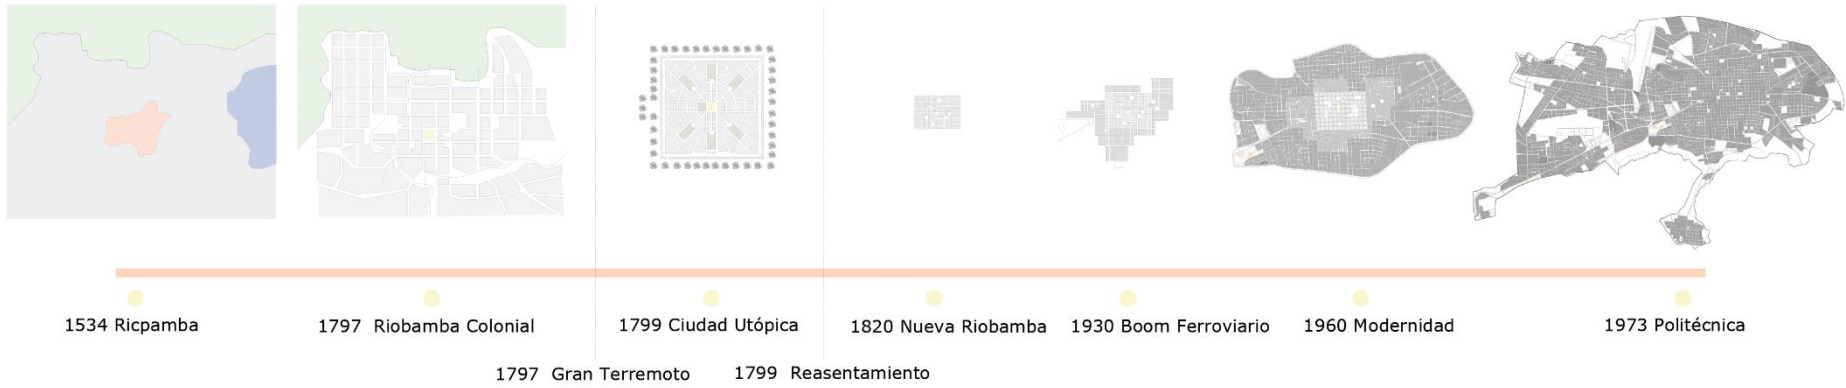 1534 Ricpamba
1797 Riobamba Colonial
1799 Ciudad Utópica
1820 Nueva Riobamba
1930 Boom Ferroviario
1960 Modernidad
1973 Politécnica
1797 Gran Terremoto
1799 Reasentamiento